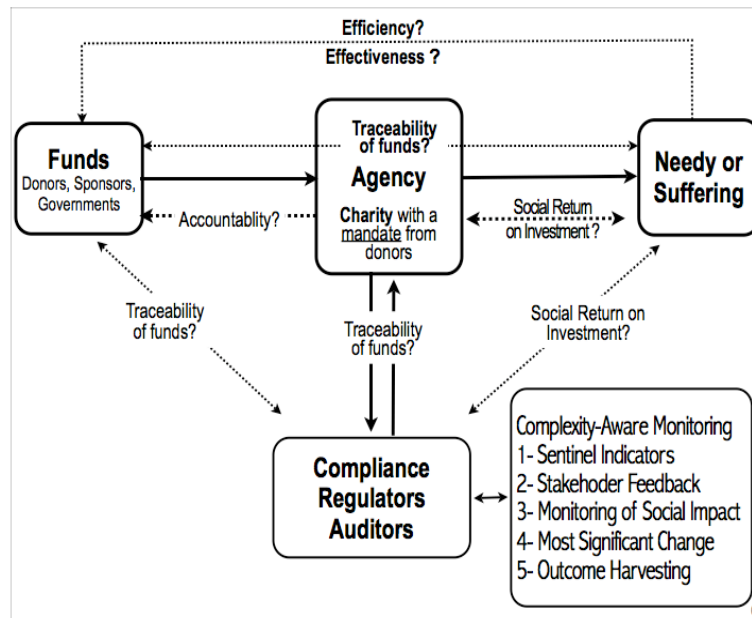 Efficiency?
Effectiveness ?
Funds
Donors, Sponsors,
Governments
Traceability
of funds?
Agency
Charity with a
mandate from
donors
Needy or
Suffering
Accountablity?
Social Return
on Investment ?
Traceability
of funds?
Traceability
of funds?
Social Return on
Investment?
Compliance
Regulators
Auditors
Complexity-Aware Monitoring
1- Sentinel Indicators
2- Stakehoder Feedback
3- Monitoring of Social Impact
4- Most Significant Change
5- Outcome Harvesting